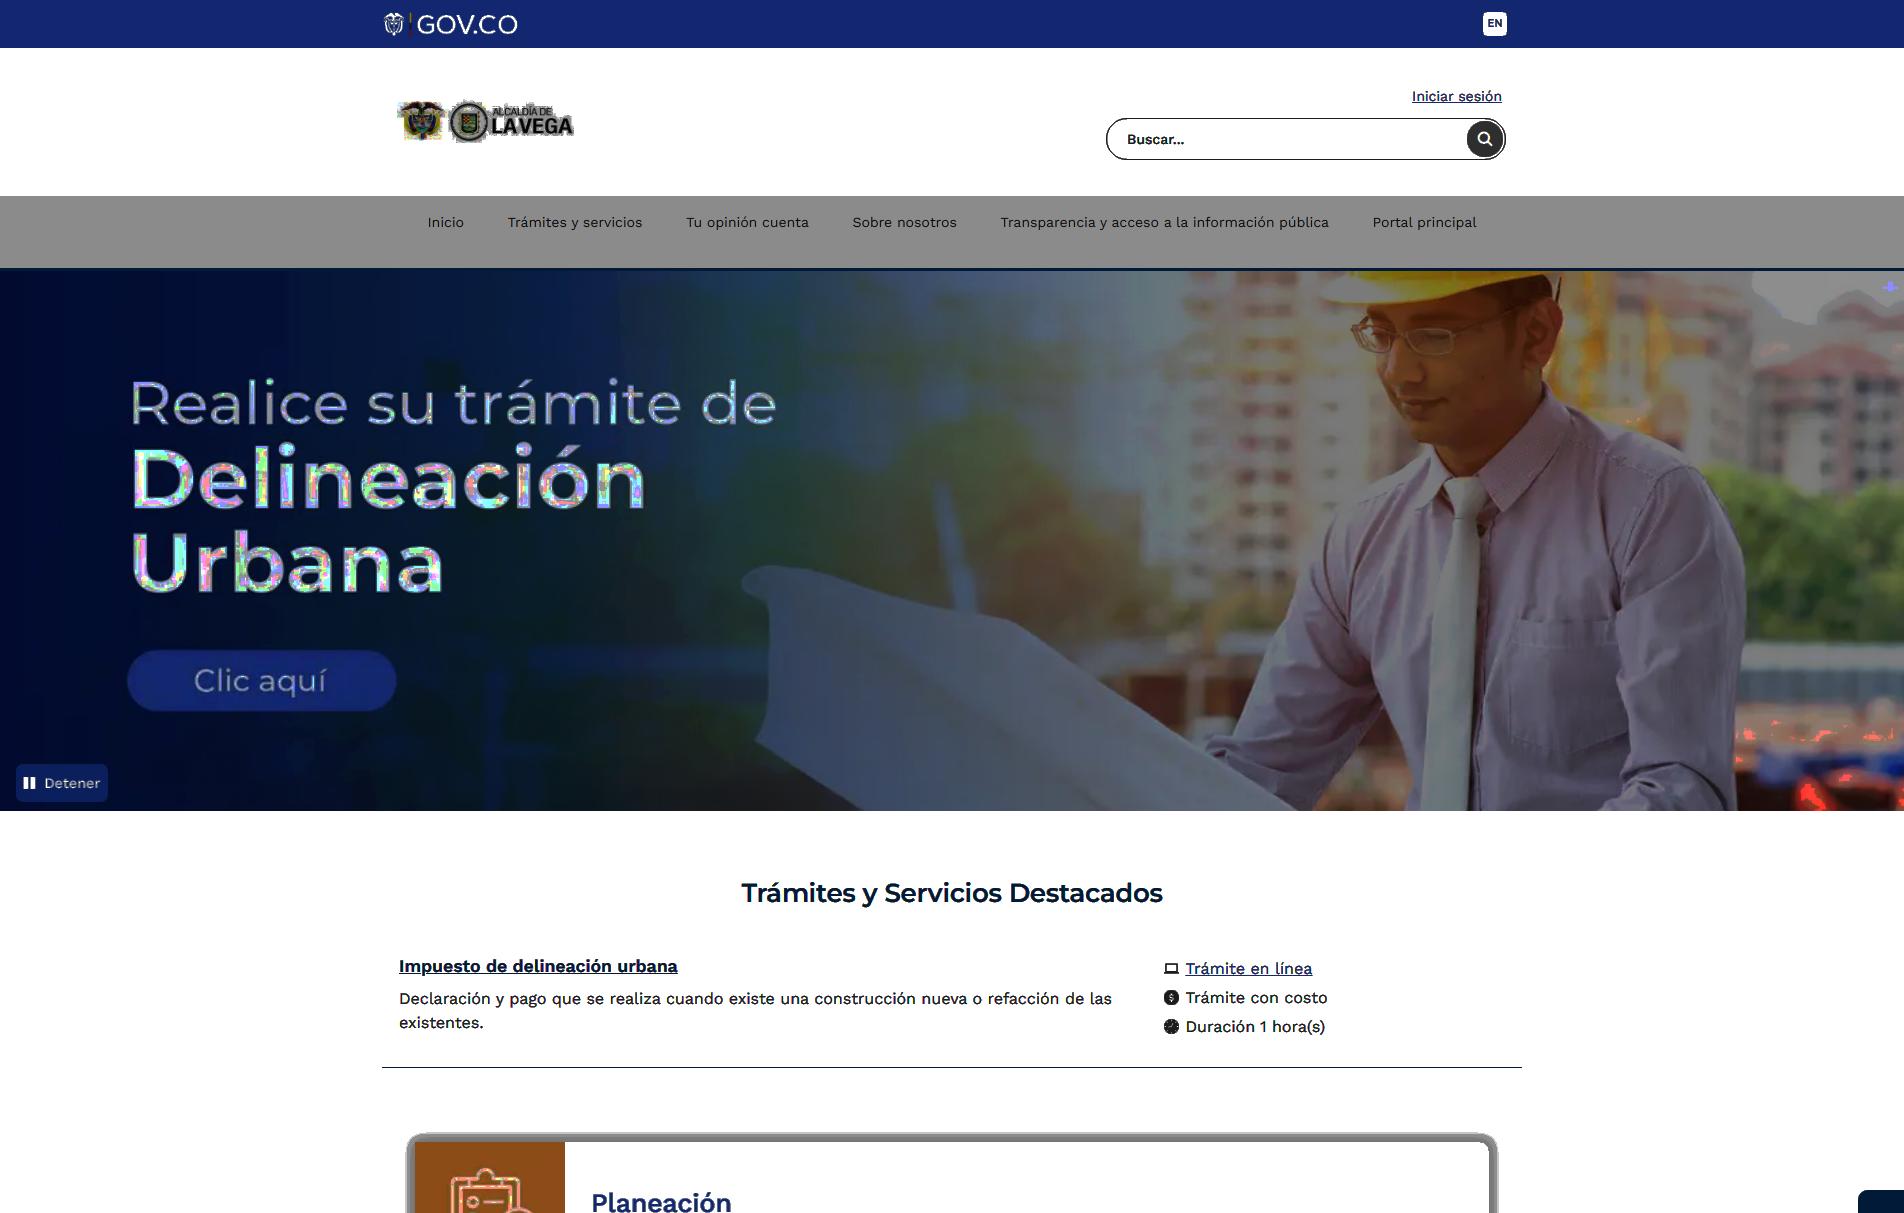 GOV.CO
EN
Iniciar sesión
ALCALDÍA DE
LA VEGA
Buscar...
Inicio
Trámites y servicios
Tu opinión cuenta
Sobre nosotros
Transparencia y acceso a la información pública
Portal principal
Realice su trámite de
Delineación
Urbana
Clic aquí
Detener
Trámites y Servicios Destacados
Impuesto de delineación urbana
Declaración y pago que se realiza cuando existe una construcción nueva o refacción de las
existentes.
Trámite en línea
Trámite con costo
Duración 1 hora(s)
Planeación